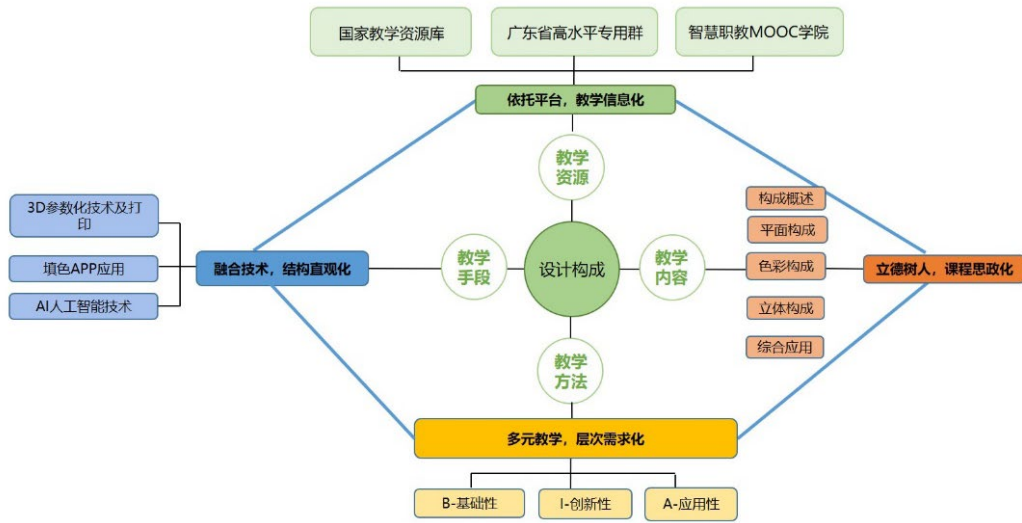 国家教学资源库
广东省高水平专用群
智慧职教MOOC学院
依托平台，教学信息化
教学
资源
3D参数化技术及打
印
填色APP应用
AI人工智能技术
融合技术，结构直观化
教学
手段
设计构成
教学
内容
构成概述
平面构成
色彩构成
立体构成
综合应用
立德树人，课程思政化
教学
方法
多元教学，层次需求化
B-基础性
I-创新性
A-应用性